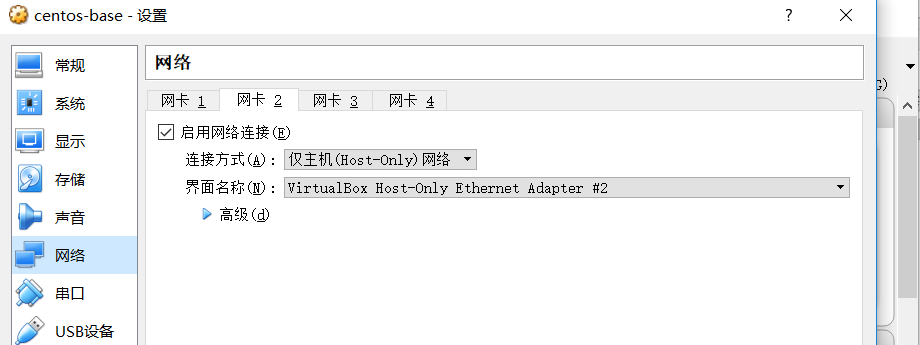 centos-base - 设置
?
常规
系统
显示
存储
声音
网络
串口
USB设备
网络
网卡 1 网卡 2 网卡 3 网卡 4
启用网络连接(E)
连接方式(A): 仅主机(Host-Only)网络
界面名称(N): VirtualBox Host-Only Ethernet Adapter #2
高级(d)
G)